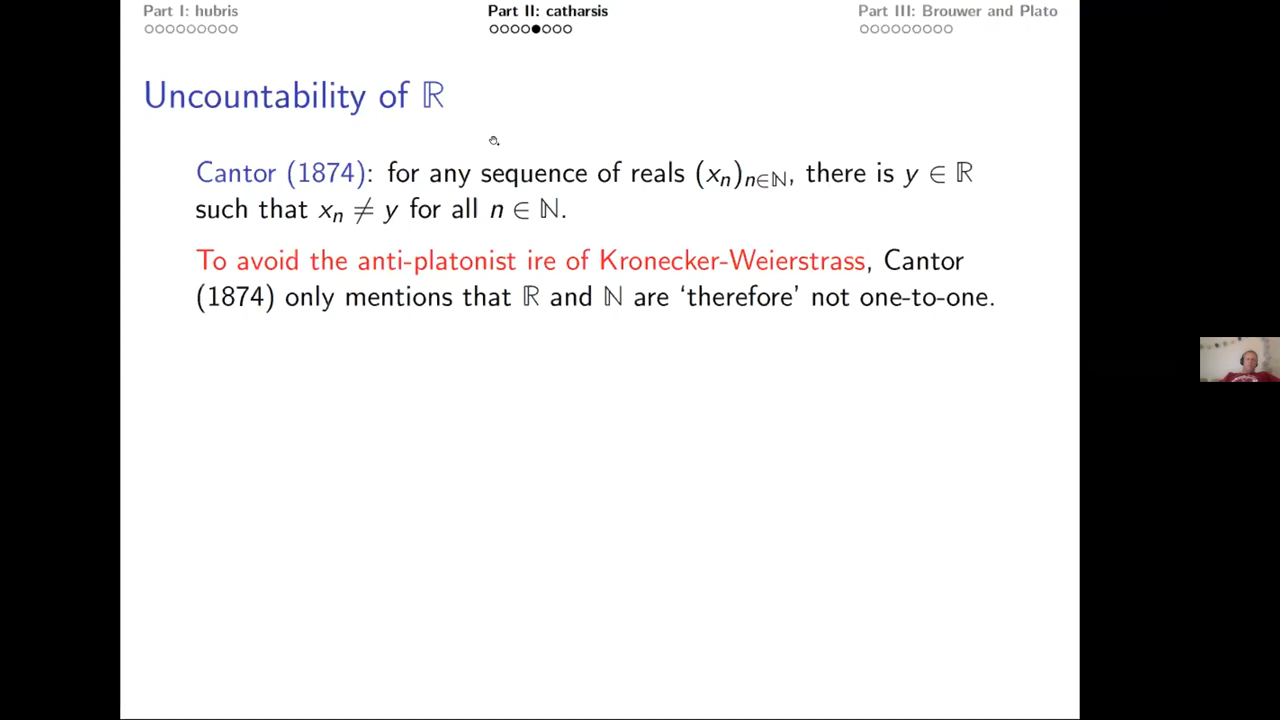 Part I: hubris Part II: catharsis Part III: Brouwer and Plato
Uncountability of ℝ
Cantor (1874): for any sequence of reals (xₙ)ₙ∈ℕ, there is y ∈ ℝ
such that xₙ ≠ y for all n ∈ ℕ.
To avoid the anti-platonist ire of Kronecker-Weierstrass, Cantor
(1874) only mentions that ℝ and ℕ are ‘therefore’ not one-to-one.